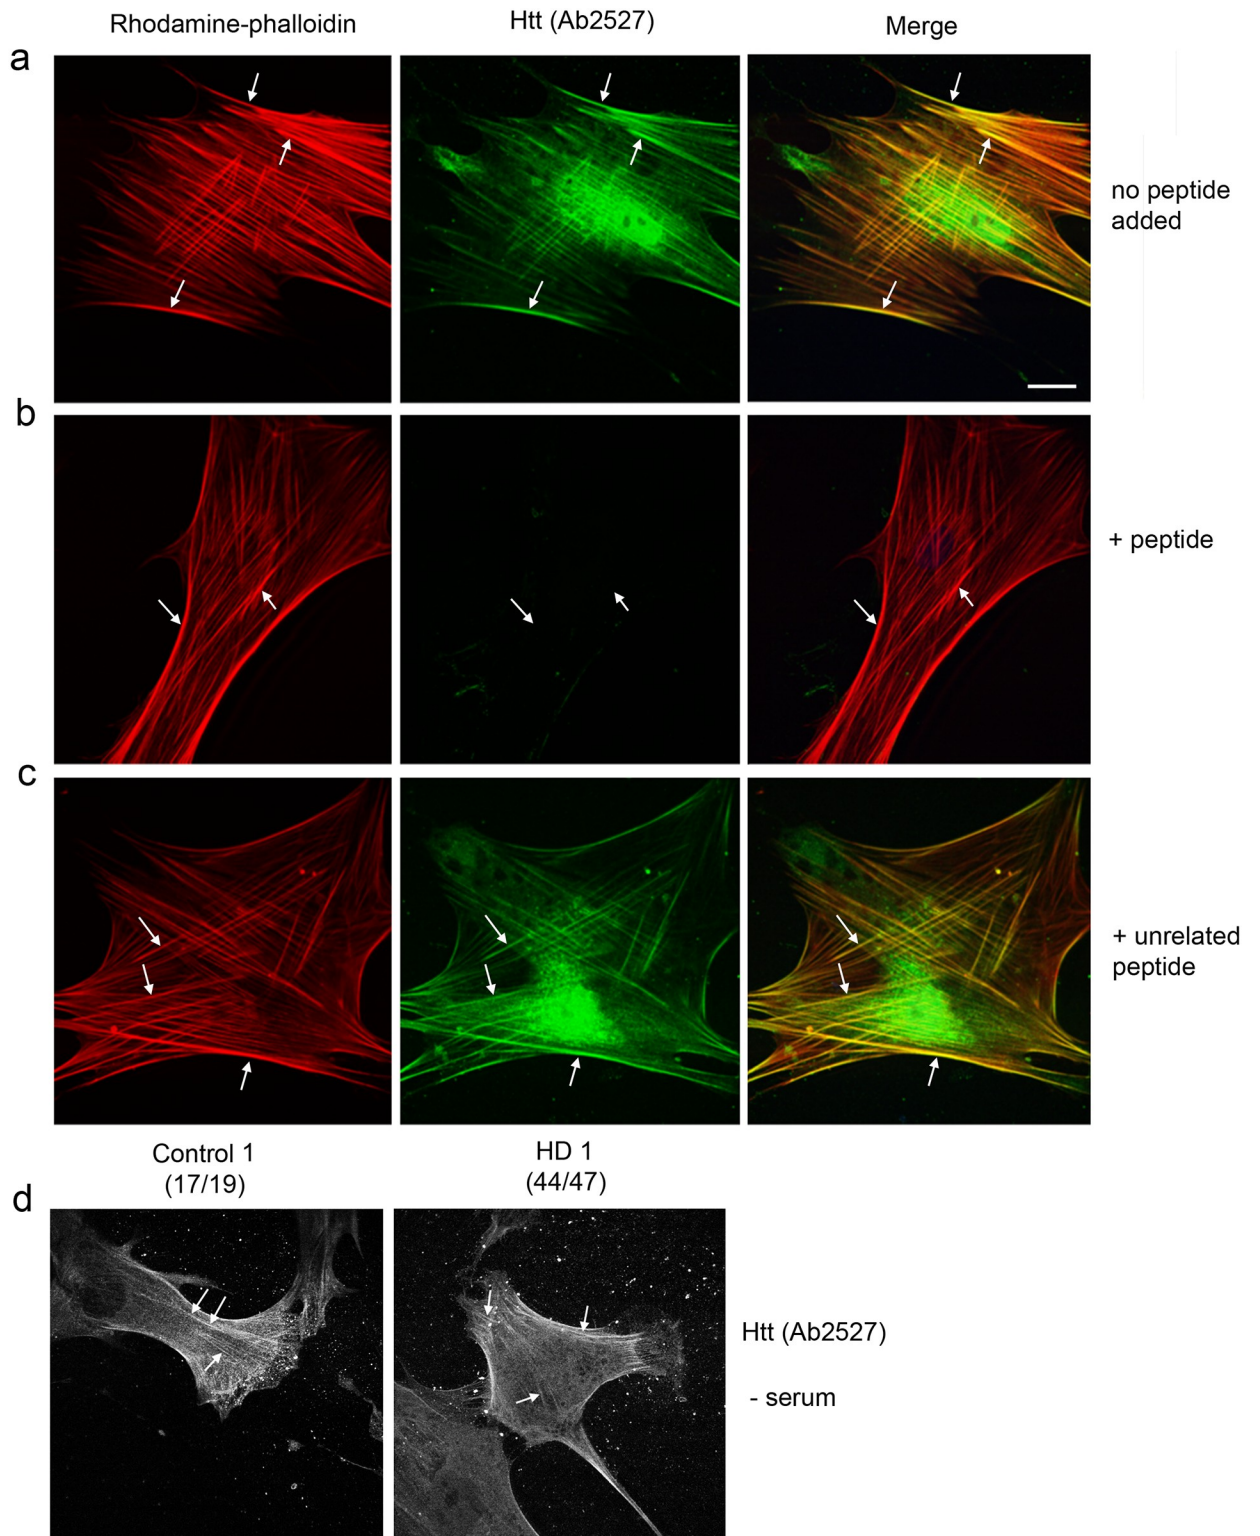 Rhodamine-phalloidin
Htt (Ab2527)
Merge
a
no peptide
added
b
+ peptide
c
+ unrelated
peptide
Control 1
(17/19)
HD 1
(44/47)
d
Htt (Ab2527)
- serum